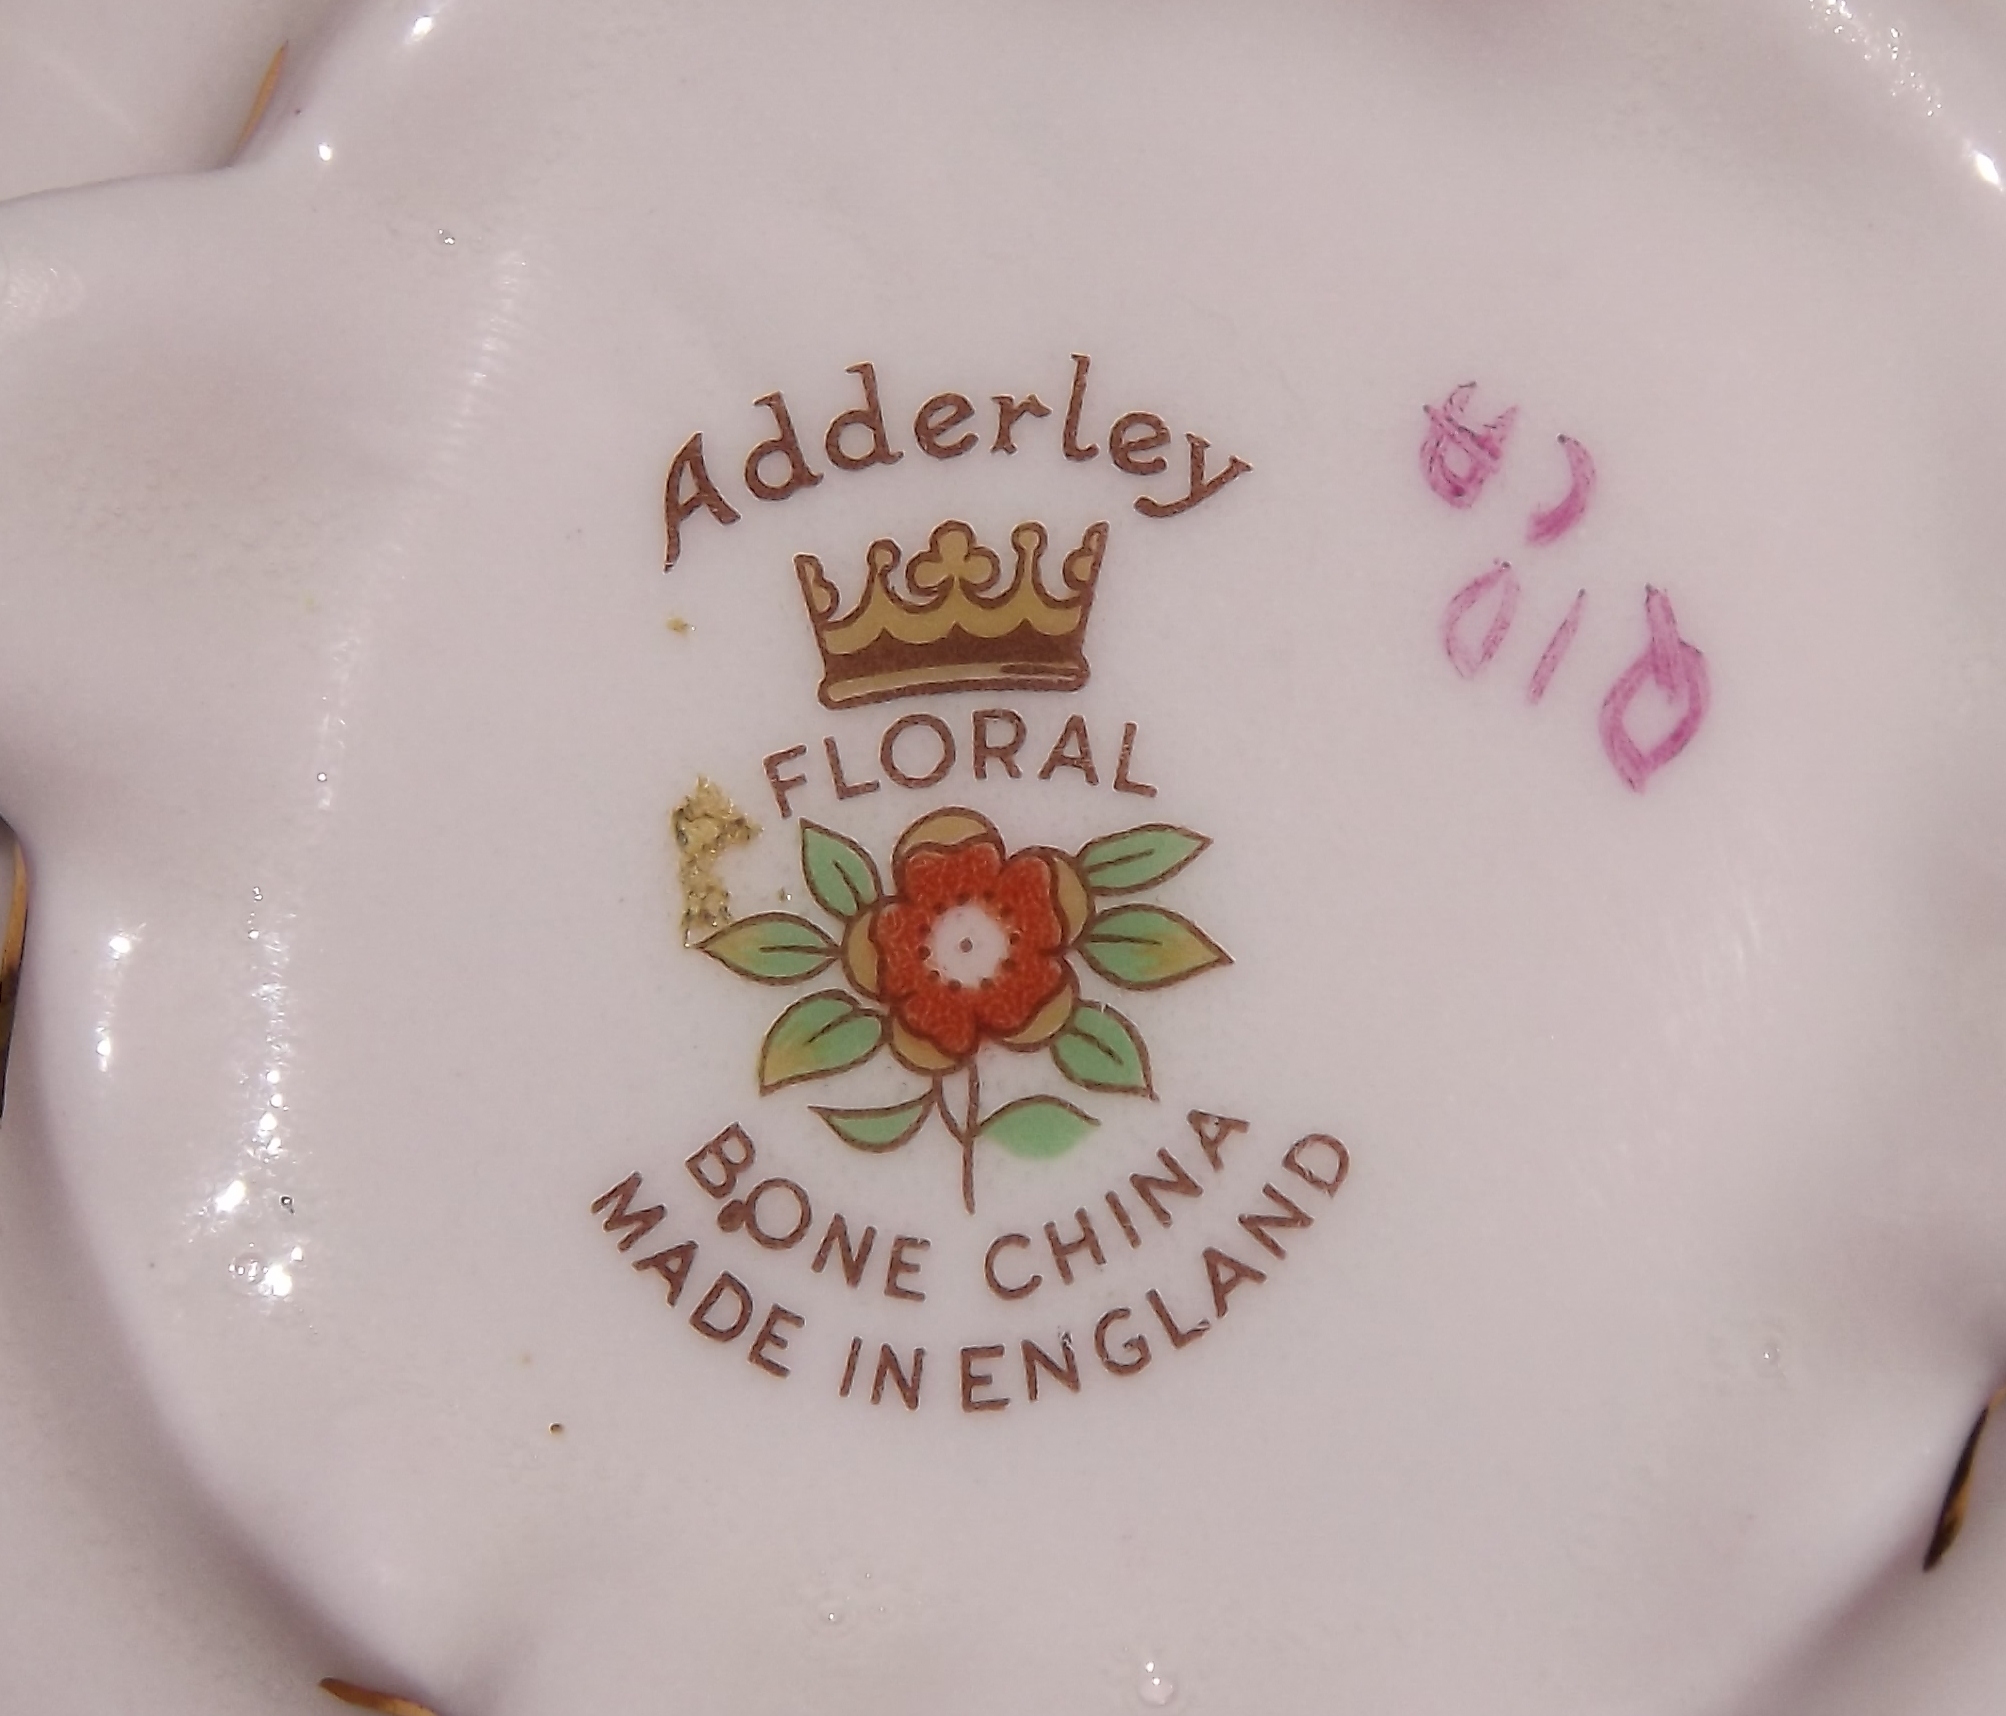 Adderley
FLORAL
BONE CHINA
MADE IN ENGLAND